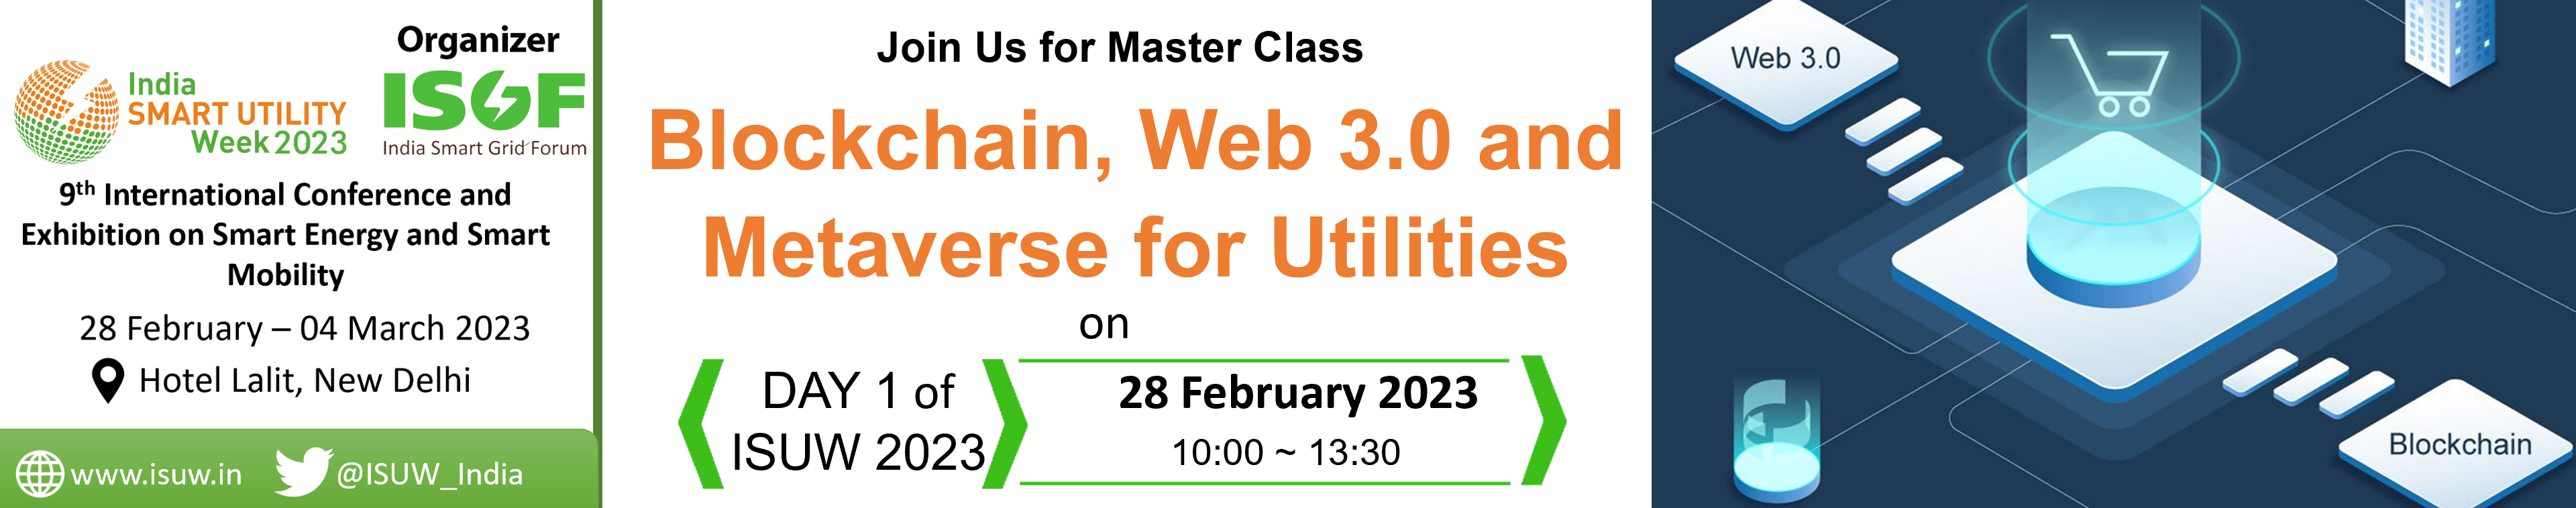 India
SMART UTILITY
Week 2023
Organizer
ISGF
India Smart Grid Forum
9th International Conference and
Exhibition on Smart Energy and Smart
Mobility
28 February – 04 March 2023
Hotel Lalit, New Delhi
www.isuw.in
@ISUW_India
Join Us for Master Class
Blockchain, Web 3.0 and
Metaverse for Utilities
on
DAY 1 of
ISUW 2023
28 February 2023
10:00 ~ 13:30
Web 3.0
Blockchain